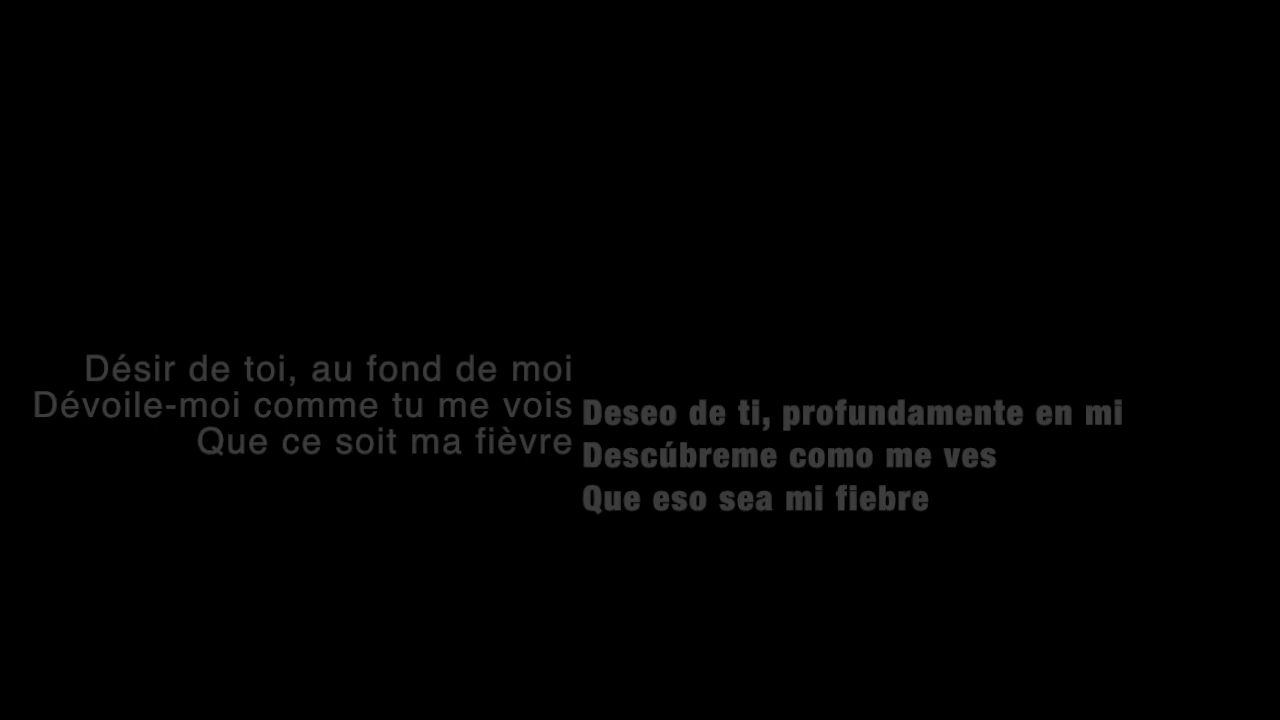 Désir de toi, au fond de moi
Dévoile-moi comme tu me vois
Que ce soit ma fièvre
Deseo de ti, profundamente en mi
Descúbreme como me ves
Que eso sea mi fiebre